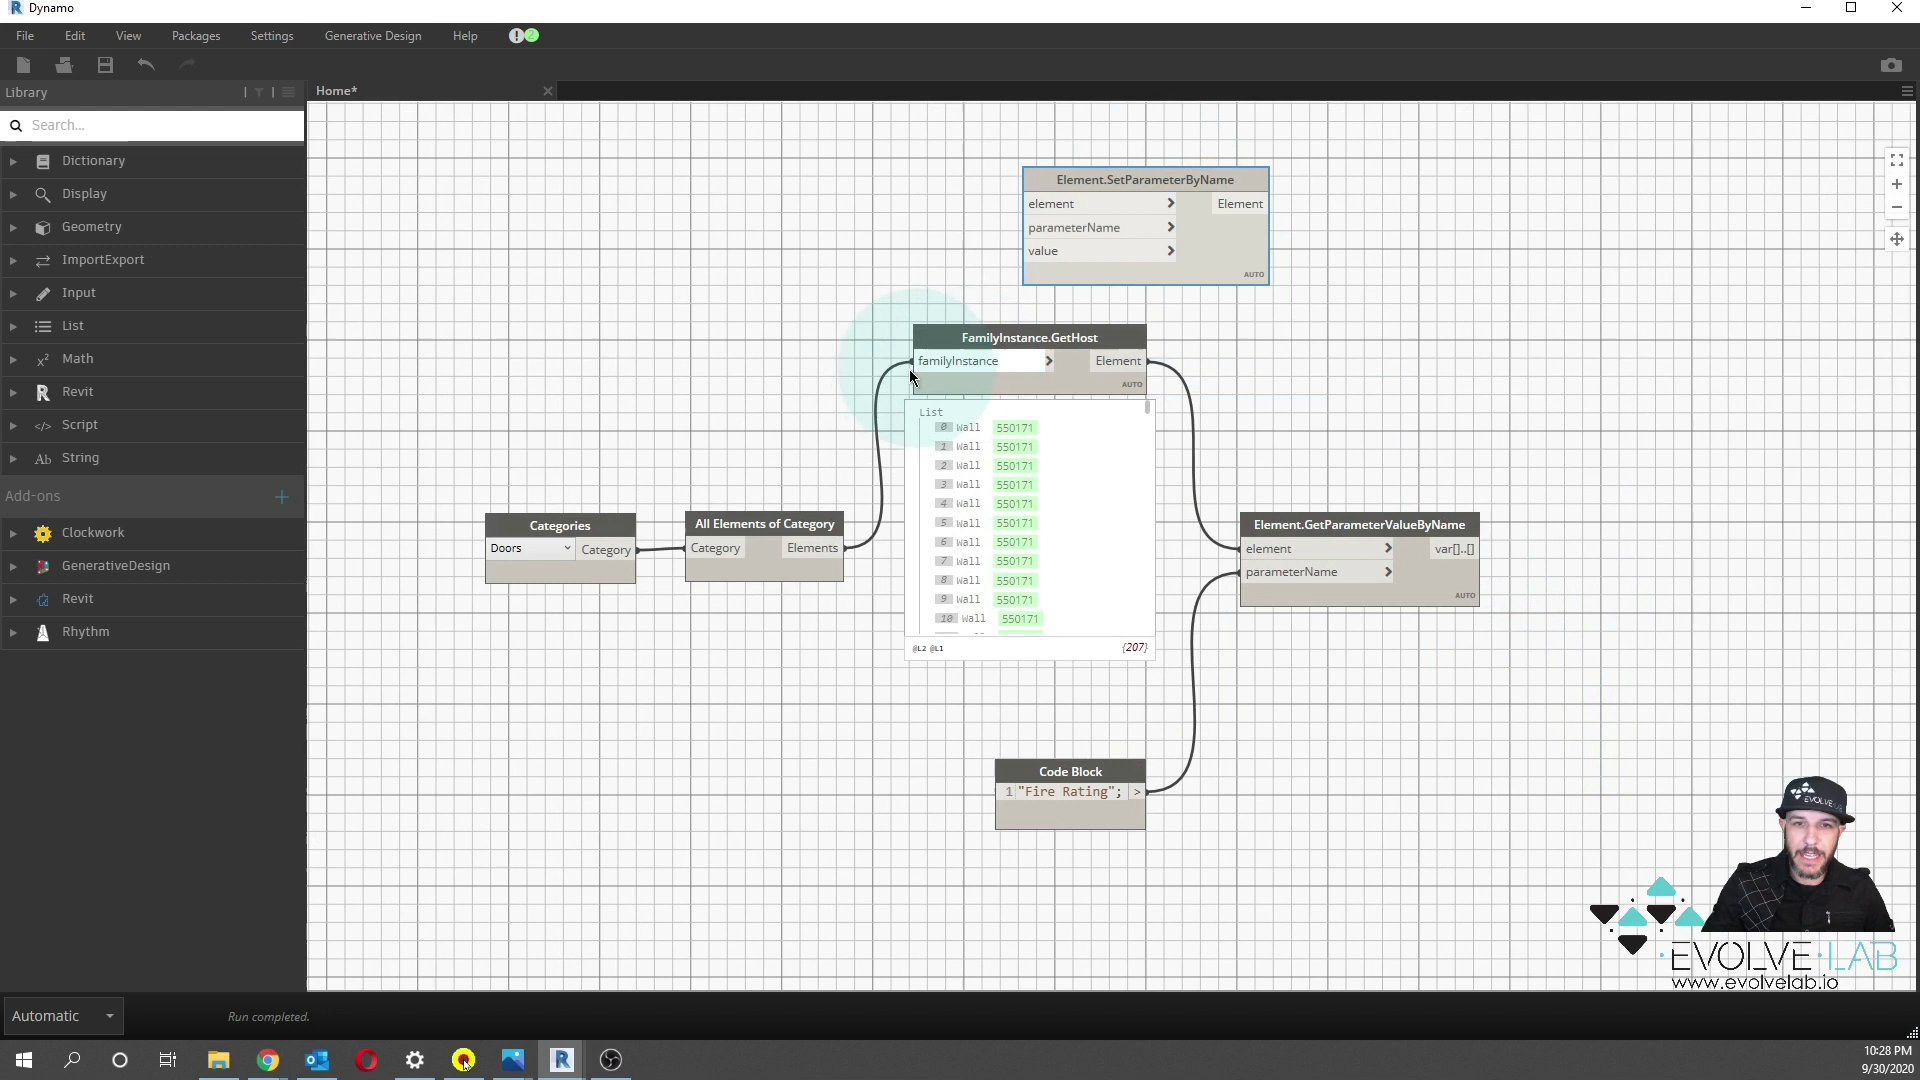 Dynamo
File Edit View Packages Settings Generative Design Help ! 2
Library
Home*
Search...
Dictionary
Display
Geometry
ImportExport
Input
List
Math
Revit
Script
String
Add-ons
Clockwork
GenerativeDesign
Revit
Rhythm
Element.SetParameterByName
element > Element
parameterName >
value >
AUTO
FamilyInstance.GetHost
familyInstance > Element
AUTO
List
0 Wall 550171
1 Wall 550171
2 Wall 550171
3 Wall 550171
4 Wall 550171
5 Wall 550171
6 Wall 550171
7 Wall 550171
8 Wall 550171
9 Wall 550171
10 Wall 550171
@L2 @L1 {207}
Categories
Doors Category
All Elements of Category
Category Elements
Element.GetParameterValueByName
element > var[]..[]
parameterName >
AUTO
Code Block
1 "Fire Rating"; >
EVOLVE
EVOLVE LAB
www.evolvelab.io
Automatic Run completed.
10:28 PM
9/30/2020